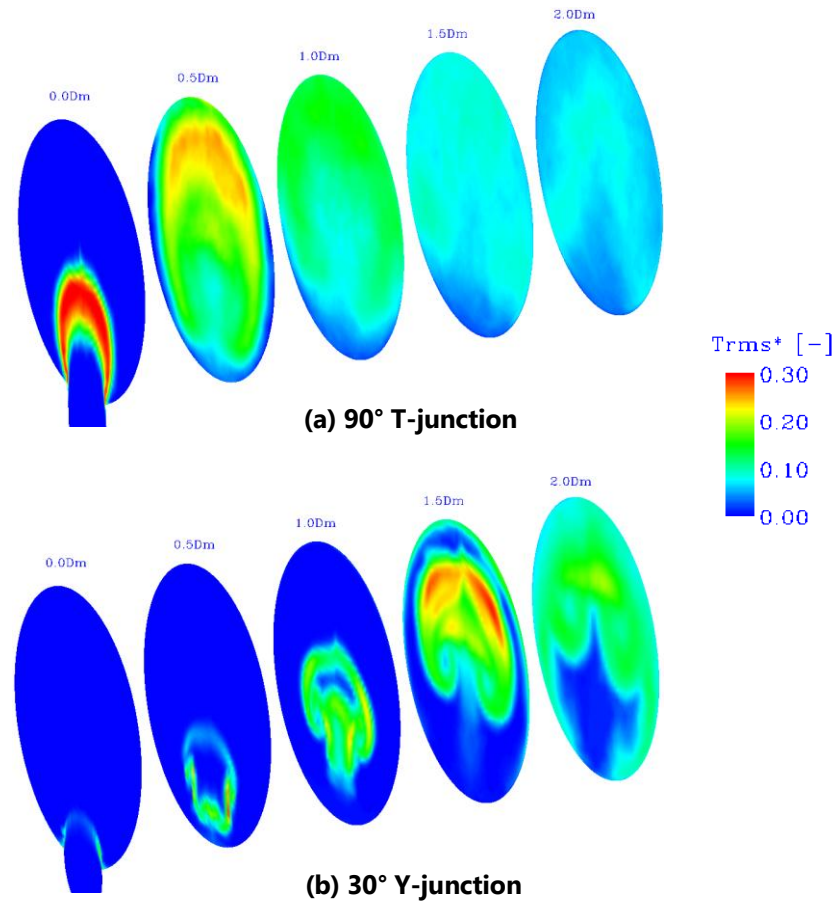 0.0Dm
0.5Dm
1.0Dm
1.5Dm
2.0Dm
(a) 90° T-junction
Trms* [-]
0.30
0.20
0.10
0.00
0.0Dm
0.5Dm
1.0Dm
1.5Dm
2.0Dm
(b) 30° Y-junction